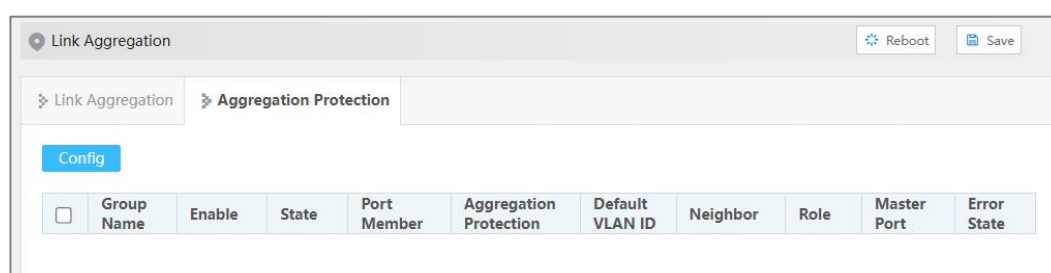 Link Aggregation
Reboot
Save
Link Aggregation
Aggregation Protection
Config
Group Name
Enable
State
Port Member
Aggregation Protection
Default VLAN ID
Neighbor
Role
Master Port
Error State